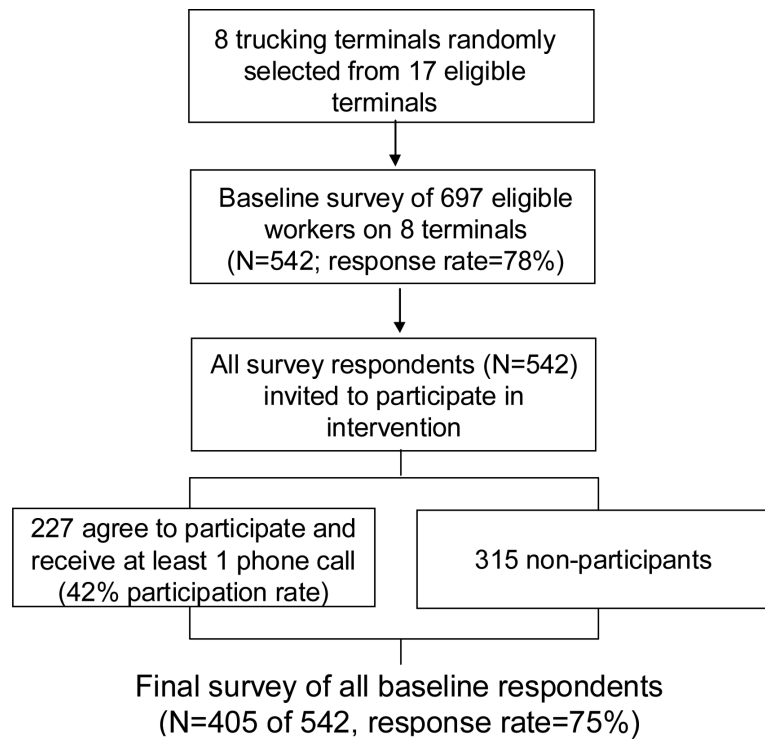 8 trucking terminals randomly
selected from 17 eligible
terminals
Baseline survey of 697 eligible
workers on 8 terminals
(N=542; response rate=78%)
All survey respondents (N=542)
invited to participate in
intervention
227 agree to participate and
receive at least 1 phone call
(42% participation rate)
315 non-participants
Final survey of all baseline respondents
(N=405 of 542, response rate=75%)